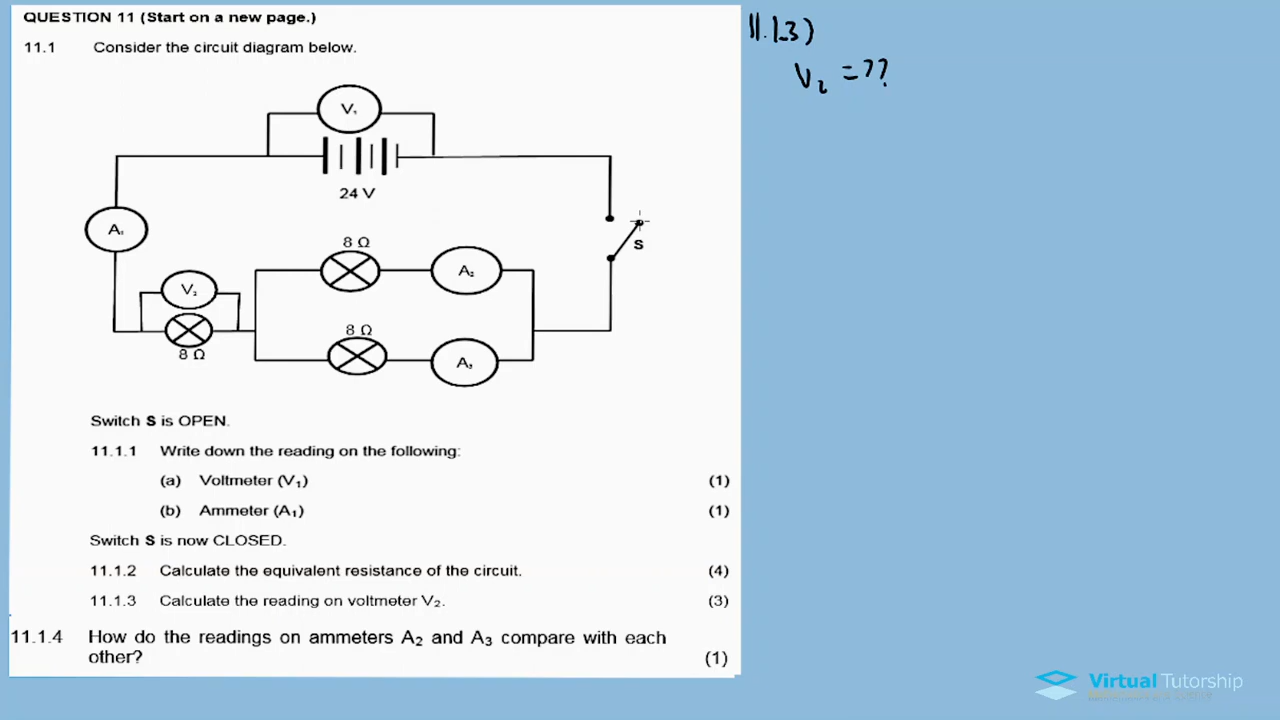 QUESTION 11 (Start on a new page.)
11.1 Consider the circuit diagram below.
V₁
24 V
A₁
S
8 Ω
A₂
V₂
8 Ω
8 Ω
A₃
Switch S is OPEN.
11.1.1 Write down the reading on the following:
(a) Voltmeter (V₁) (1)
(b) Ammeter (A₁) (1)
Switch S is now CLOSED.
11.1.2 Calculate the equivalent resistance of the circuit. (4)
11.1.3 Calculate the reading on voltmeter V₂. (3)
11.1.4 How do the readings on ammeters A₂ and A₃ compare with each
other? (1)
11.1.3)
V₂ = ??
Virtual Tutorship